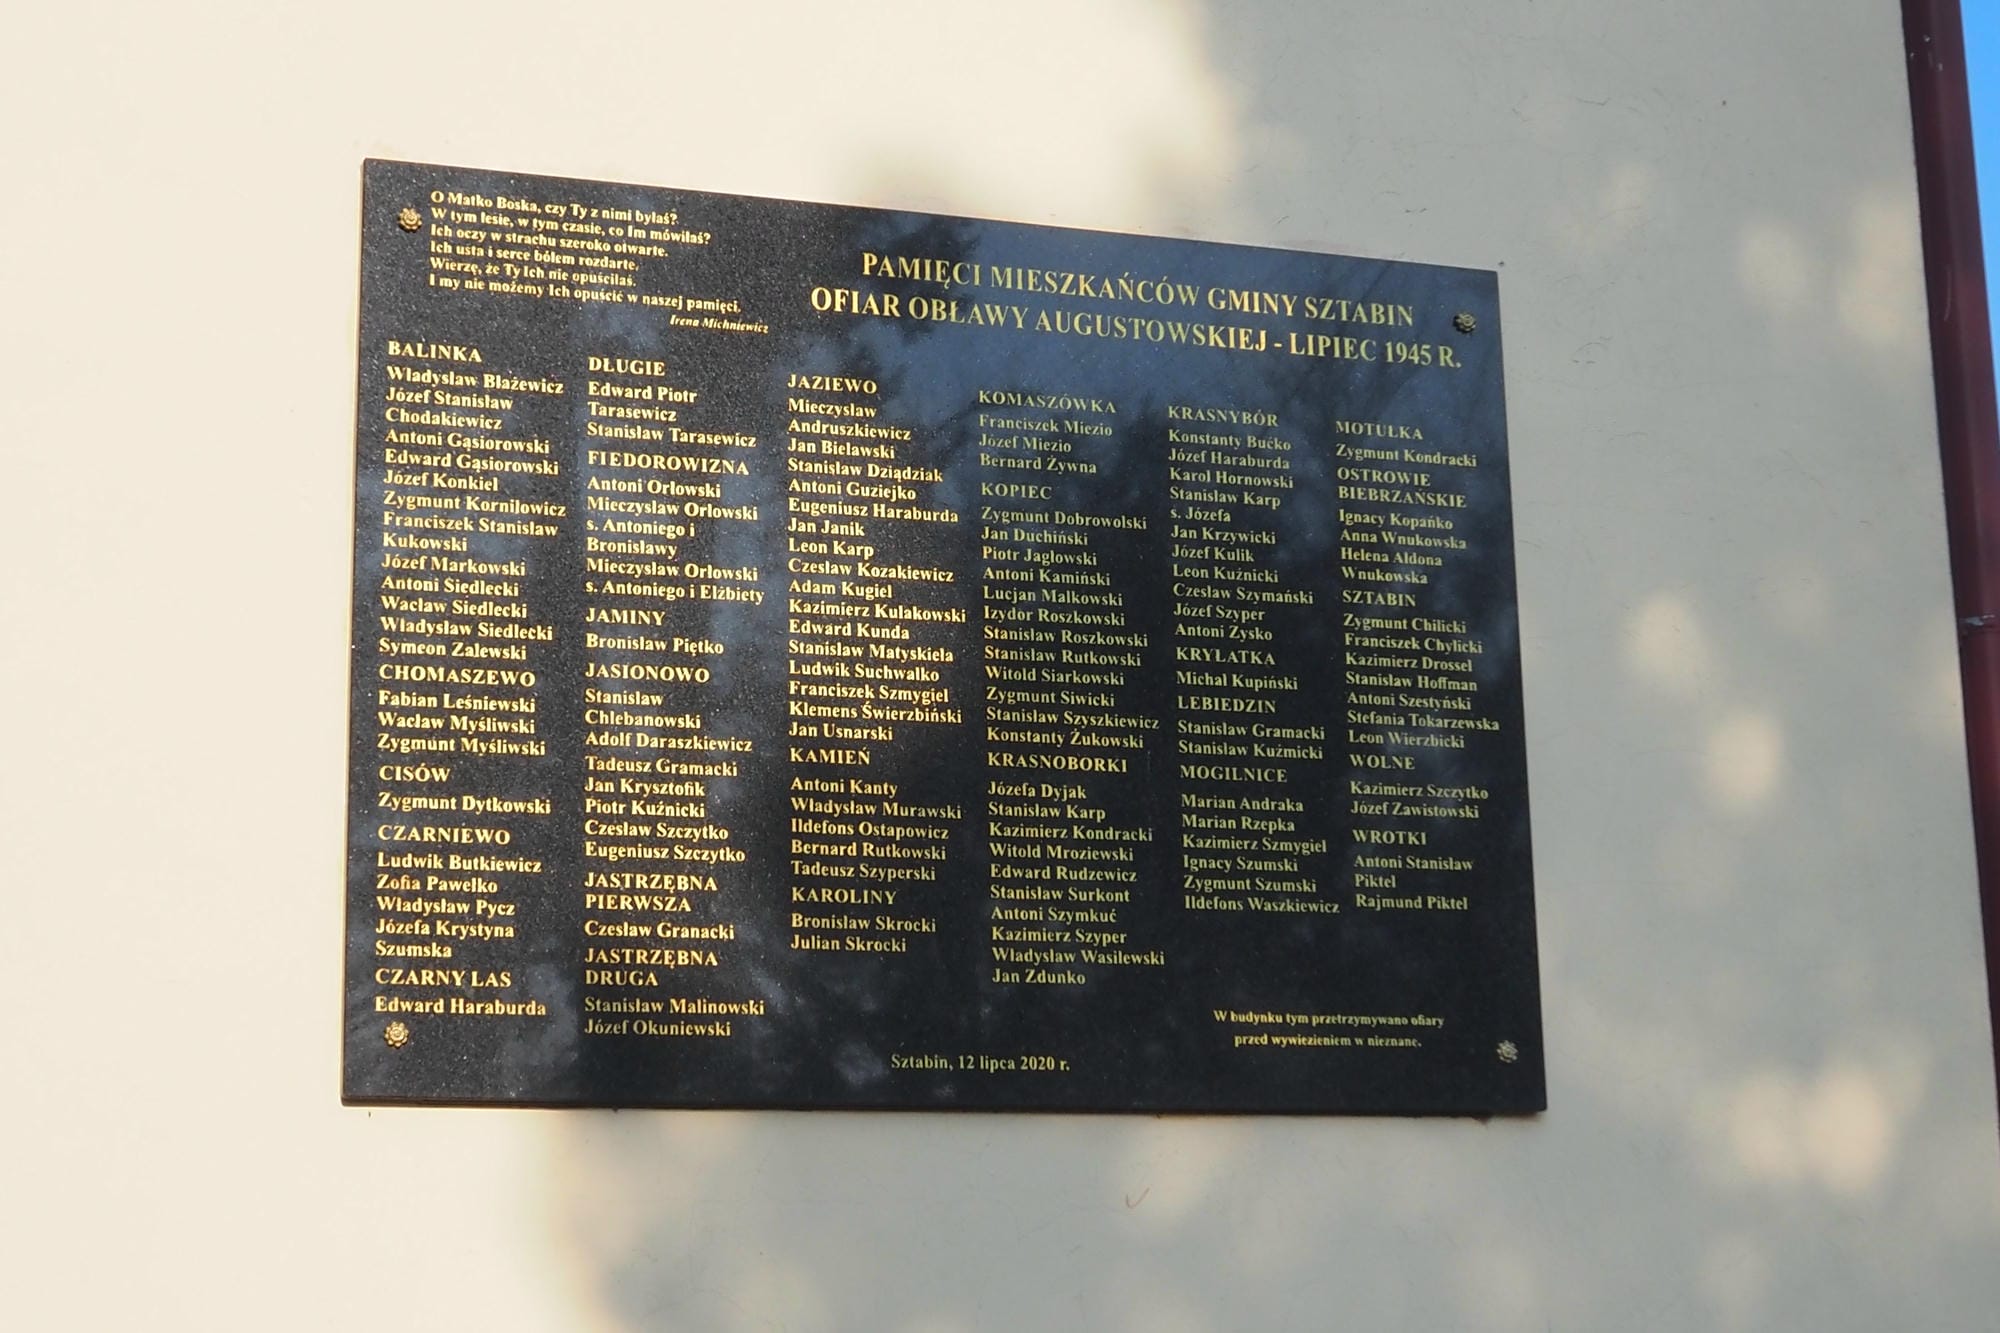 O Matko Boska, czy Ty z nimi byłaś?
W tym lesie, w tym czasie, co Im mówiłaś?
Ich oczy w strachu szeroko otwarte.
Ich usta i serce bólem rozdarte.
Wierzę, że Ty Ich nie opuściłaś.
I my nie możemy Ich opuścić w naszej pamięci.
Irena Michniewicz
PAMIĘCI MIESZKAŃCÓW GMINY SZTABIN
OFIAR OBŁAWY AUGUSTOWSKIEJ - LIPIEC 1945 R.
BALINKA
Władysław Błażewicz
Józef Stanisław
Chodakiewicz
Antoni Gąsiorowski
Edward Gąsiorowski
Józef Konkiel
Zygmunt Korniłowicz
Franciszek Stanisław
Kukowski
Józef Markowski
Antoni Siedlecki
Wacław Siedlecki
Władysław Siedlecki
Symeon Zalewski
CHOMASZEWO
Fabian Leśniewski
Wacław Myśliwski
Zygmunt Myśliwski
CISÓW
Zygmunt Dytkowski
CZARNIEWO
Ludwik Butkiewicz
Zofia Pawełko
Władysław Pycz
Józefa Krystyna
Szumska
CZARNY LAS
Edward Haraburda
DŁUGIE
Edward Piotr
Tarasewicz
Stanisław Tarasewicz
FIEDOROWIZNA
Antoni Orłowski
Mieczysław Orłowski
s. Antoniego i
Bronisławy
Mieczysław Orłowski
s. Antoniego i Elżbiety
JAMINY
Bronisław Piętko
JASIONOWO
Stanisław
Chlebanowski
Adolf Daraszkiewicz
Tadeusz Gramacki
Jan Krysztofik
Piotr Kuźnicki
Czesław Szczytko
Eugeniusz Szczytko
JASTRZĘBNA
PIERWSZA
Czesław Granacki
JASTRZĘBNA
DRUGA
Stanisław Malinowski
Józef Okuniewski
JAZIEWO
Mieczysław
Andruszkiewicz
Jan Bielawski
Stanisław Dziądziak
Antoni Guziejko
Eugeniusz Haraburda
Jan Janik
Leon Karp
Czesław Kozakiewicz
Adam Kugiel
Kazimierz Kułakowski
Edward Kunda
Stanisław Matyskiela
Ludwik Suchwałko
Franciszek Szmygiel
Klemens Świerzbiński
Jan Usnarski
KAMIEŃ
Antoni Kanty
Władysław Murawski
Ildefons Ostapowicz
Bernard Rutkowski
Tadeusz Szyperski
KAROLINY
Bronisław Skrocki
Julian Skrocki
KOMASZÓWKA
Franciszek Miezio
Józef Miezio
Bernard Żywna
KOPIEC
Zygmunt Dobrowolski
Jan Duchiński
Piotr Jagłowski
Antoni Kamiński
Lucjan Malkowski
Izydor Roszkowski
Stanisław Roszkowski
Stanisław Rutkowski
Witold Siarkowski
Zygmunt Siwicki
Stanisław Szyszkiewicz
Konstanty Żukowski
KRASNOBORKI
Józefa Dyjak
Stanisław Karp
Kazimierz Kondracki
Witold Mroziewski
Edward Rudzewicz
Stanisław Surkont
Antoni Szymkuć
Kazimierz Szyper
Władysław Wasilewski
Jan Zdunko
KRASNYBÓR
Konstanty Bućko
Józef Haraburda
Karol Hornowski
Stanisław Karp
s. Józefa
Jan Krzywicki
Józef Kulik
Leon Kuźnicki
Czesław Szymański
Józef Szyper
Antoni Zysko
KRYŁATKA
Michał Kupiński
LEBIEDZIN
Stanisław Gramacki
Stanisław Kuźmicki
MOGILNICE
Marian Andraka
Marian Rzepka
Kazimierz Szmygiel
Ignacy Szumski
Zygmunt Szumski
Ildefons Waszkiewicz
MOTUŁKA
Zygmunt Kondracki
OSTROWIE
BIEBRZAŃSKIE
Ignacy Kopańko
Anna Wnukowska
Helena Aldona
Wnukowska
SZTABIN
Zygmunt Chilicki
Franciszek Chylicki
Kazimierz Drossel
Stanisław Hoffman
Antoni Szestyński
Stefania Tokarzewska
Leon Wierzbicki
WOLNE
Kazimierz Szczytko
Józef Zawistowski
WROTKI
Antoni Stanisław
Piktel
Rajmund Piktel
W budynku tym przetrzymywano ofiary
przed wywiezieniem w nieznane.
Sztabin, 12 lipca 2020 r.